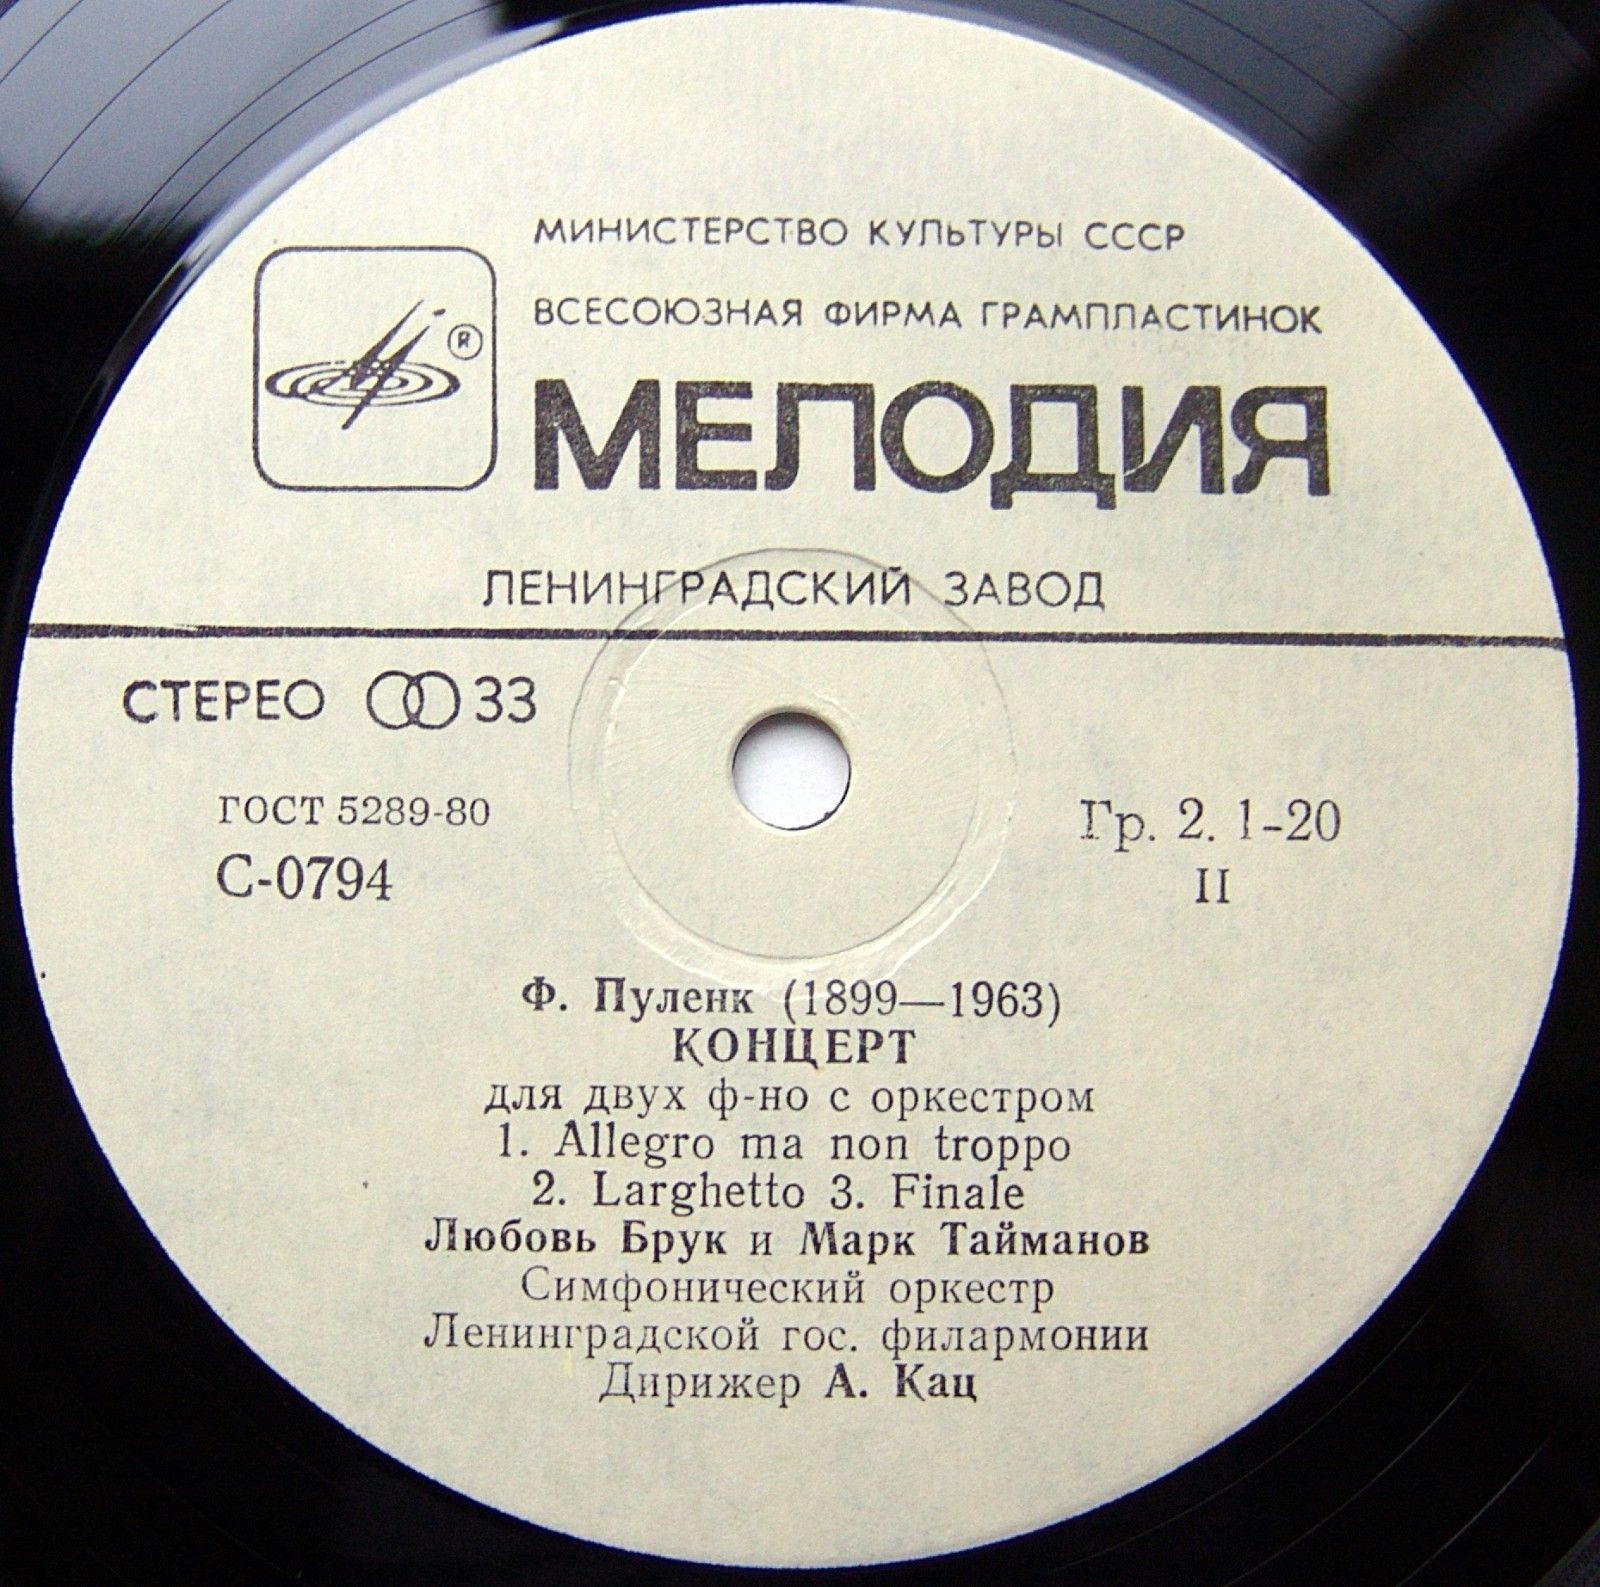 МИНИСТЕРСТВО КУЛЬТУРЫ СССР
ВСЕСОЮЗНАЯ ФИРМА ГРАМПЛАСТИНОК
®
МЕЛОДИЯ
ЛЕНИНГРАДСКИЙ ЗАВОД
СТЕРЕО 33
ГОСТ 5289-80
Гр. 2. 1-20
С-0794
II
Ф. Пуленк (1899—1963)
КОНЦЕРТ
для двух ф-но с оркестром
1. Allegro ma non troppo
2. Larghetto 3. Finale
Любовь Брук и Марк Тайманов
Симфонический оркестр
Ленинградской гос. филармонии
Дирижер А. Кац